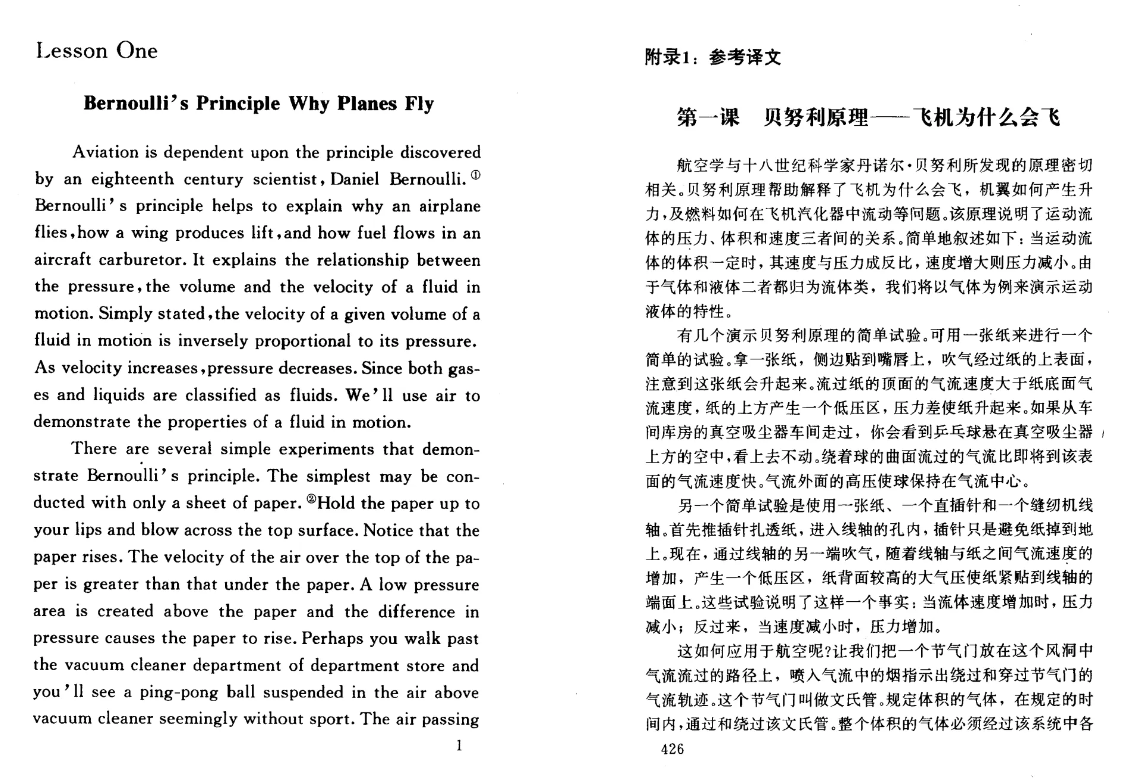 Lesson One
Bernoulli's Principle Why Planes Fly
Aviation is dependent upon the principle discovered
by an eighteenth century scientist, Daniel Bernoulli. ①
Bernoulli's principle helps to explain why an airplane
flies, how a wing produces lift, and how fuel flows in an
aircraft carburetor. It explains the relationship between
the pressure, the volume and the velocity of a fluid in
motion. Simply stated, the velocity of a given volume of a
fluid in motion is inversely proportional to its pressure.
As velocity increases, pressure decreases. Since both gas-
es and liquids are classified as fluids. We'll use air to
demonstrate the properties of a fluid in motion.
There are several simple experiments that demon-
strate Bernoulli's principle. The simplest may be con-
ducted with only a sheet of paper. ②Hold the paper up to
your lips and blow across the top surface. Notice that the
paper rises. The velocity of the air over the top of the pa-
per is greater than that under the paper. A low pressure
area is created above the paper and the difference in
pressure causes the paper to rise. Perhaps you walk past
the vacuum cleaner department of department store and
you'll see a ping-pong ball suspended in the air above
vacuum cleaner seemingly without sport. The air passing
1
附录1：参考译文
第一课 贝努利原理——飞机为什么会飞
航空学与十八世纪科学家丹诺尔·贝努利所发现的原理密切
相关。贝努利原理帮助解释了飞机为什么会飞，机翼如何产生升
力，及燃料如何在飞机汽化器中流动等问题。该原理说明了运动流
体的压力、体积和速度三者间的关系。简单地叙述如下：当运动流
体的体积一定时，其速度与压力成反比，速度增大则压力减小。由
于气体和液体二者都归为流体类，我们将以气体为例来演示运动
液体的特性。
有几个演示贝努利原理的简单试验。可用一张纸来进行一个
简单的试验。拿一张纸，侧边贴到嘴唇上，吹气经过纸的上表面，
注意到这张纸会升起来。流过纸的顶面的气流速度大于纸底面气
流速度，纸的上方产生一个低压区，压力差使纸升起来。如果从车
间库房的真空吸尘器车间走过，你会看到乒乓球悬在真空吸尘器
上方的空中，看上去不动。绕着球的曲面流过的气流比即将到该表
面的气流速度快。气流外面的高压使球保持在气流中心。
另一个简单试验是使用一张纸、一个直插针和一个缝纫机线
轴。首先推插针扎透纸，进入线轴的孔内，插针只是避免纸掉到地
上。现在，通过线轴的另一端吹气，随着线轴与纸之间气流速度的
增加，产生一个低压区，纸背面较高的大气压使纸紧贴到线轴的
端面上。这些试验说明了这样一个事实：当流体速度增加时，压力
减小；反过来，当速度减小时，压力增加。
这如何应用于航空呢？让我们把一个节气门放在这个风洞中
气流流过的路径上，喷入气流中的烟指示出绕过和穿过节气门的
气流轨迹。这个节气门叫做文氏管。规定体积的气体，在规定的时
间内，通过和绕过该文氏管。整个体积的气体必须经过该系统中各
426